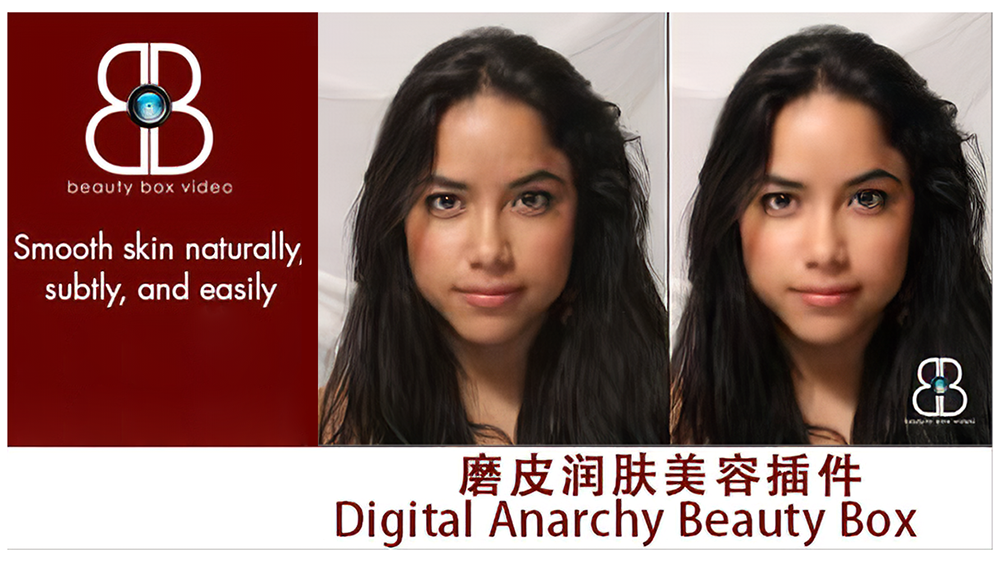 beauty box video
Smooth skin naturally,
subtly, and easily
磨皮润肤美容插件
Digital Anarchy Beauty Box